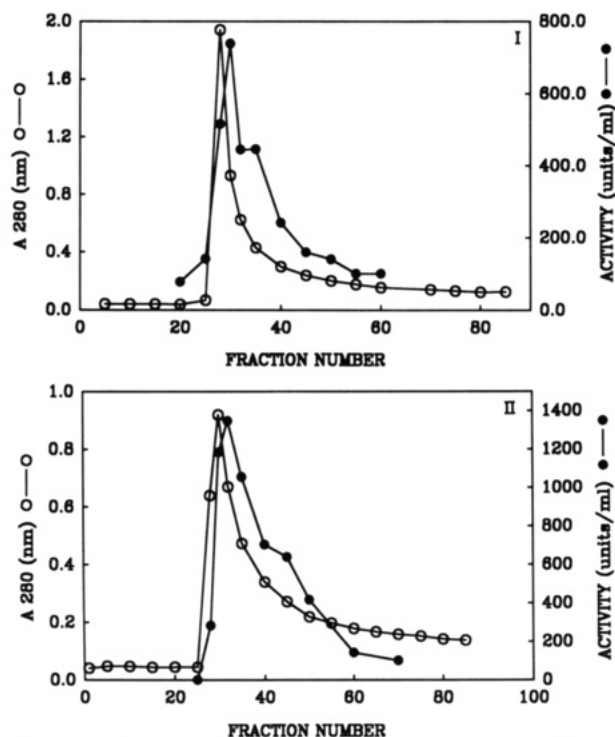 I
2.0
1.6
1.2
0.8
0.4
0.0
A 280 (nm) ○—○
800.0
600.0
400.0
200.0
0.0
ACTIVITY (units/ml) ●—●
0 20 40 60 80
FRACTION NUMBER
II
1.0
0.8
0.6
0.4
0.2
0.0
A 280 (nm) ○—○
1400
1200
1000
800
600
400
200
0
ACTIVITY (units/ml) ●—●
0 20 40 60 80 100
FRACTION NUMBER